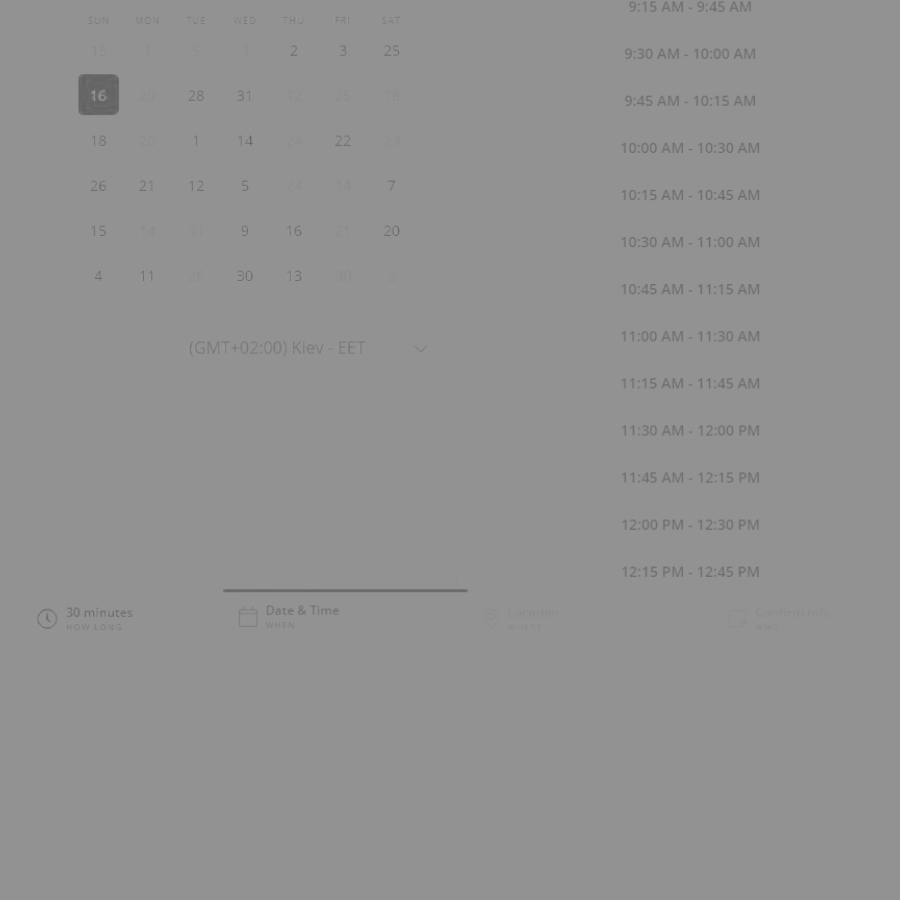 SUN MON TUE WED THU FRI SAT
15 1 5 3 2 3 25
16 29 28 31 12 26 18
18 20 1 14 24 22 23
26 21 12 5 24 14 7
15 14 9 16 21 20
4 11 26 30 13 30
(GMT+02:00) Kiev - EET
9:15 AM - 9:45 AM
9:30 AM - 10:00 AM
9:45 AM - 10:15 AM
10:00 AM - 10:30 AM
10:15 AM - 10:45 AM
10:30 AM - 11:00 AM
10:45 AM - 11:15 AM
11:00 AM - 11:30 AM
11:15 AM - 11:45 AM
11:30 AM - 12:00 PM
11:45 AM - 12:15 PM
12:00 PM - 12:30 PM
12:15 PM - 12:45 PM
30 minutes
HOW LONG
Date & Time
WHEN
Location
WHERE
WHO